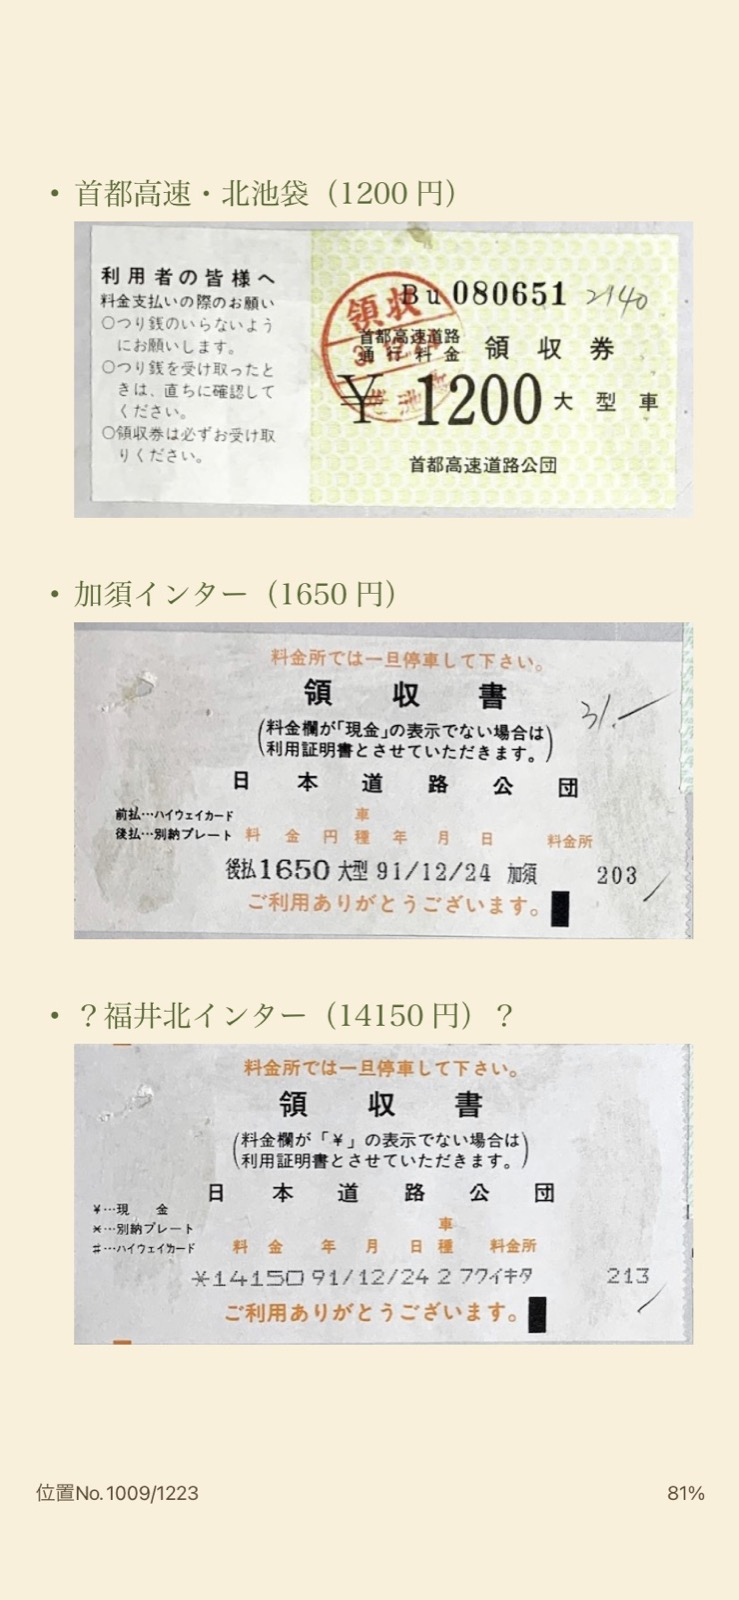 • 首都高速・北池袋（1200 円）
利用者の皆様へ
料金支払いの際のお願い
○つり銭のいらないよう
にお願いします。
○つり銭を受け取ったと
きは、直ちに確認して
ください。
○領収券は必ずお受け取
りください。
領収
Bu 080651 2140
首都高速道路
通行料金 領収券
¥1200 大型車
首都高速道路公団
• 加須インター（1650 円）
料金所では一旦停車して下さい。
領収書
31.
(料金欄が「現金」の表示でない場合は
利用証明書とさせていただきます。)
日本道路公団
前払…ハイウェイカード
後払…別納プレート
料金円 車種 年月日 料金所
後払1650 大型 91/12/24 加須 203
ご利用ありがとうございます。
• ？福井北インター（14150 円）？
料金所では一旦停車して下さい。
領収書
(料金欄が「¥」の表示でない場合は
利用証明書とさせていただきます。)
日本道路公団
¥…現金
*…別納プレート
#…ハイウェイカード
料金 年月日 車種 料金所
*14150 91/12/24 2 フクイキタ 213
ご利用ありがとうございます。
位置No. 1009/1223
81%